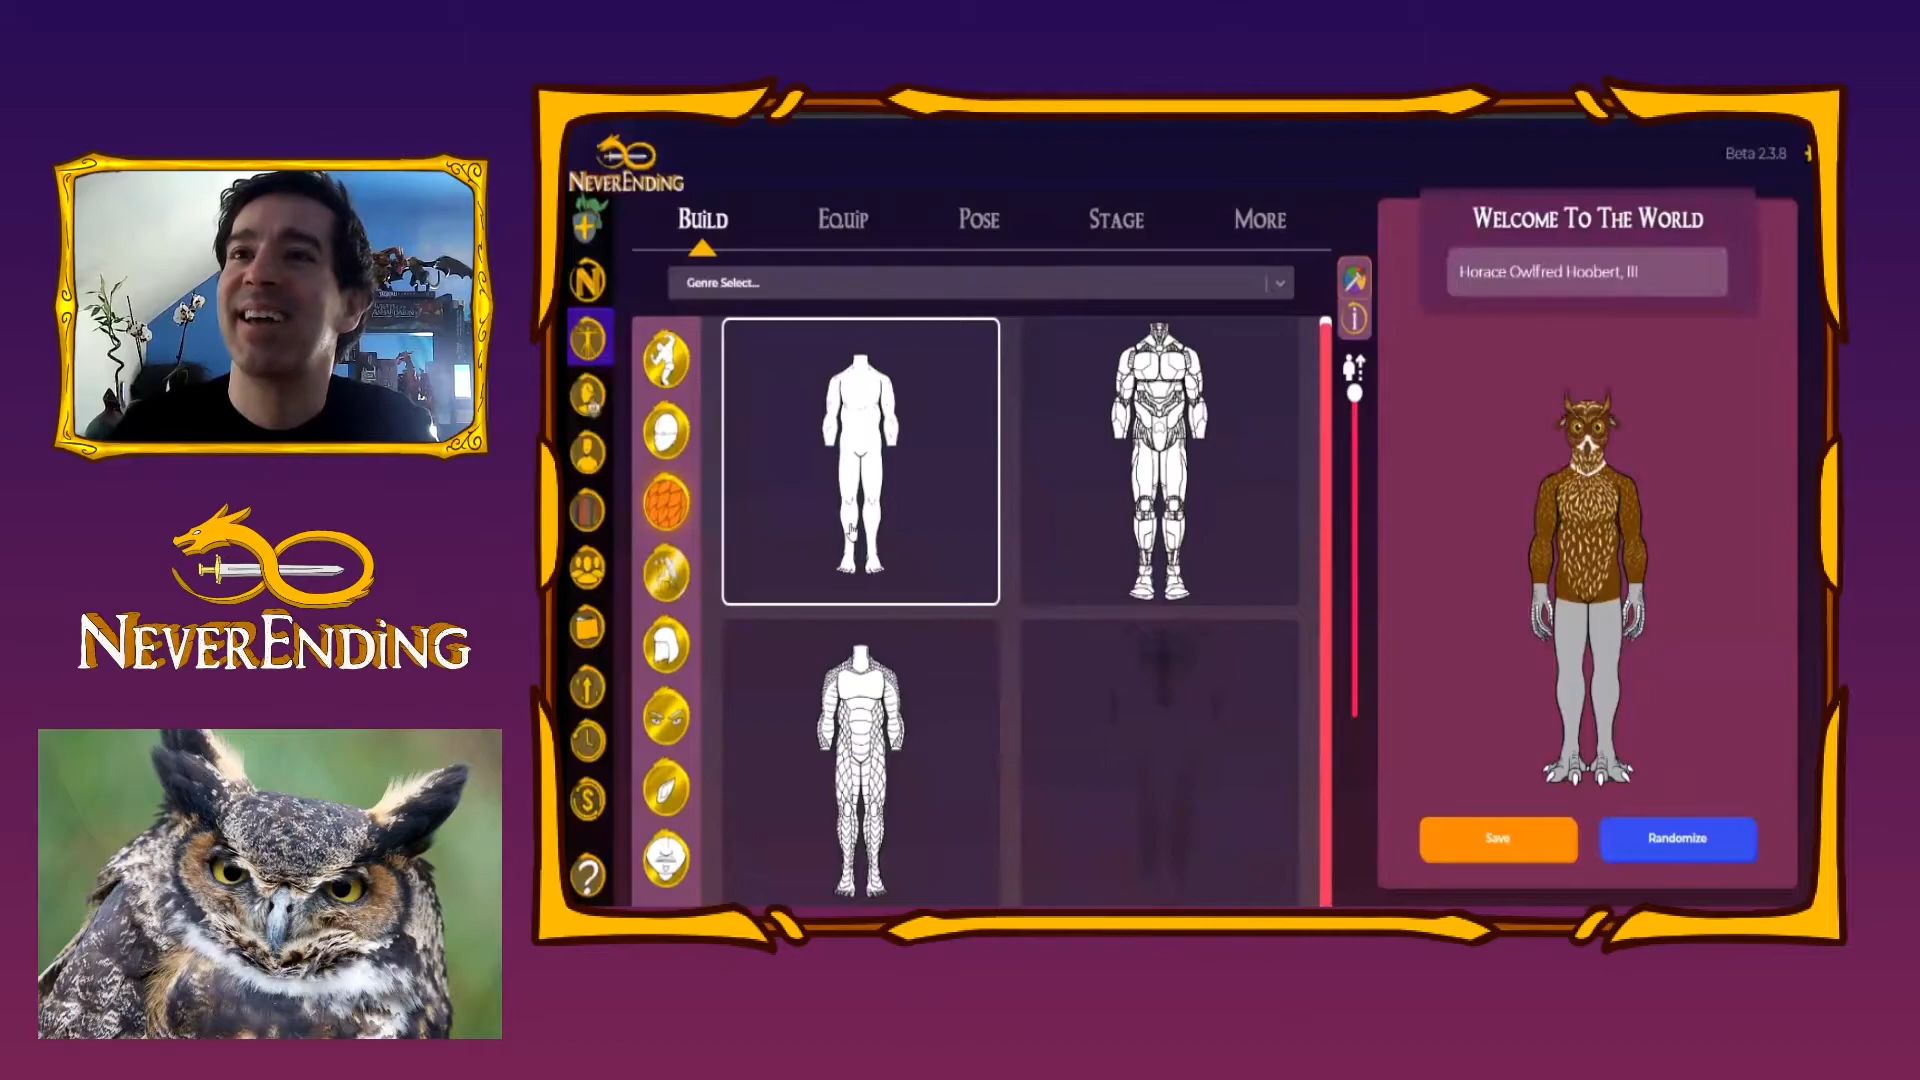 NEVERENDING
Beta 2.3.8
BUILD
EQUIP
POSE
STAGE
MORE
WELCOME TO THE WORLD
Horace Owlfred Hoobert, III
Genre Select...
N
i
NEVERENDING
$
?
Save
Randomize